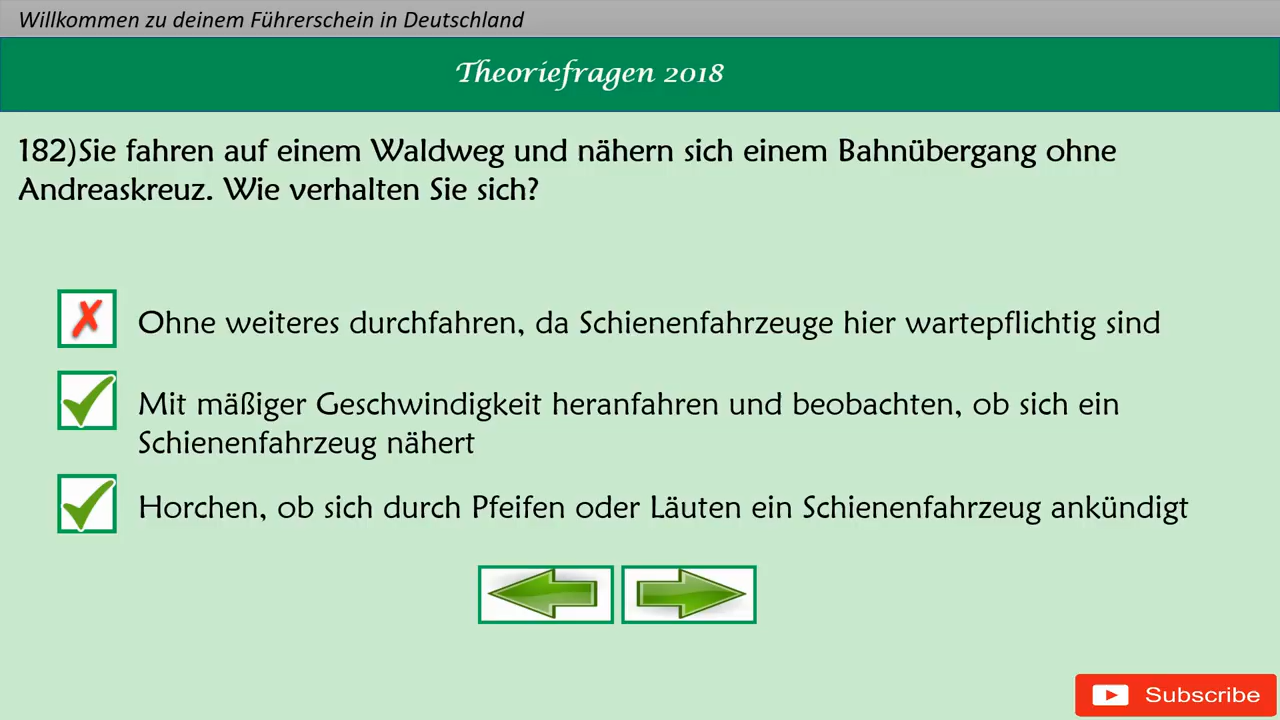 Willkommen zu deinem Führerschein in Deutschland
Theoriefragen 2018
182)Sie fahren auf einem Waldweg und nähern sich einem Bahnübergang ohne
Andreaskreuz. Wie verhalten Sie sich?
Ohne weiteres durchfahren, da Schienenfahrzeuge hier wartepflichtig sind
Mit mäßiger Geschwindigkeit heranfahren und beobachten, ob sich ein
Schienenfahrzeug nähert
Horchen, ob sich durch Pfeifen oder Läuten ein Schienenfahrzeug ankündigt
Subscribe